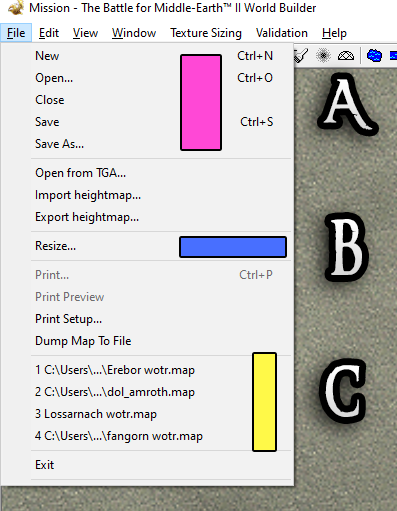 Mission - The Battle for Middle-Earth™ II World Builder
File Edit View Window Texture Sizing Validation Help
New Ctrl+N
Open... Ctrl+O
Close
Save Ctrl+S
Save As...
Open from TGA...
Import heightmap...
Export heightmap...
Resize...
Print... Ctrl+P
Print Preview
Print Setup...
Dump Map To File
1 C:\Users\...\Erebor wotr.map
2 C:\Users\...\dol_amroth.map
3 Lossarnach wotr.map
4 C:\Users\...\fangorn wotr.map
Exit
A
B
C